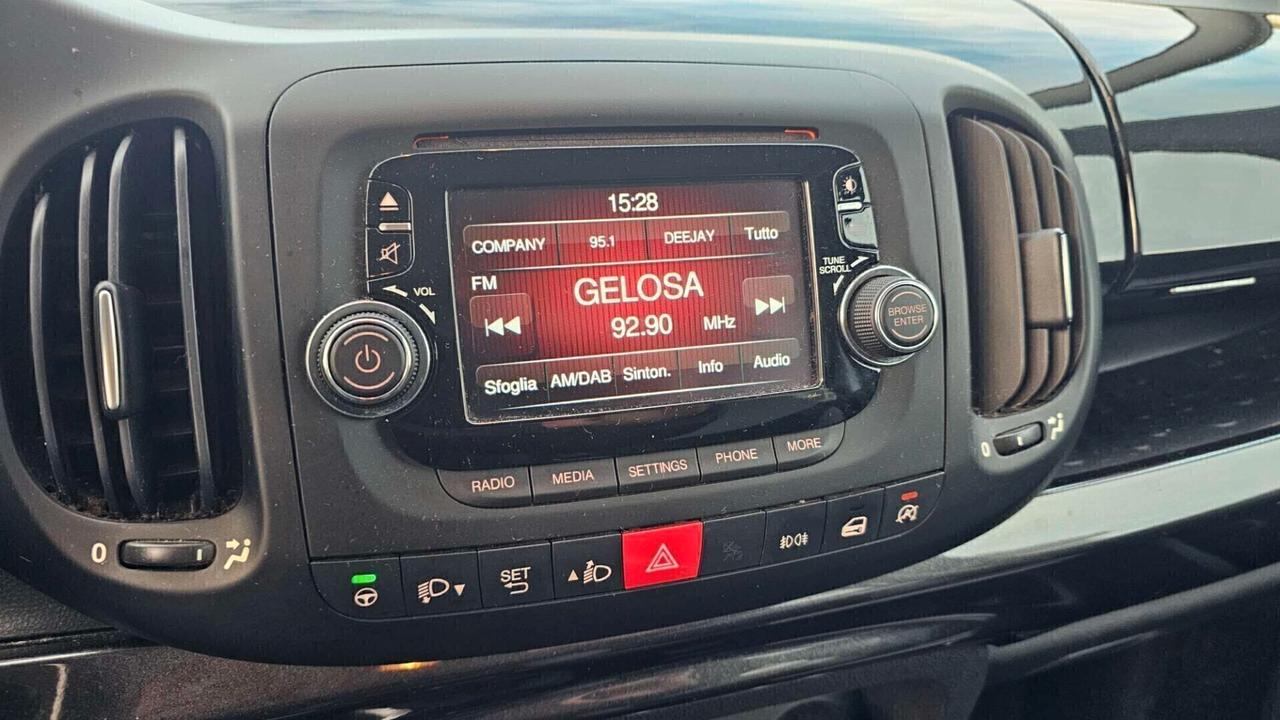 15:28
COMPANY 95.1 DEEJAY Tutto
FM
GELOSA
92.90 MHz
Sfoglia AM/DAB Sinton. Info Audio
VOL
TUNE
SCROLL
BROWSE
ENTER
RADIO MEDIA SETTINGS PHONE MORE
0
0
SET